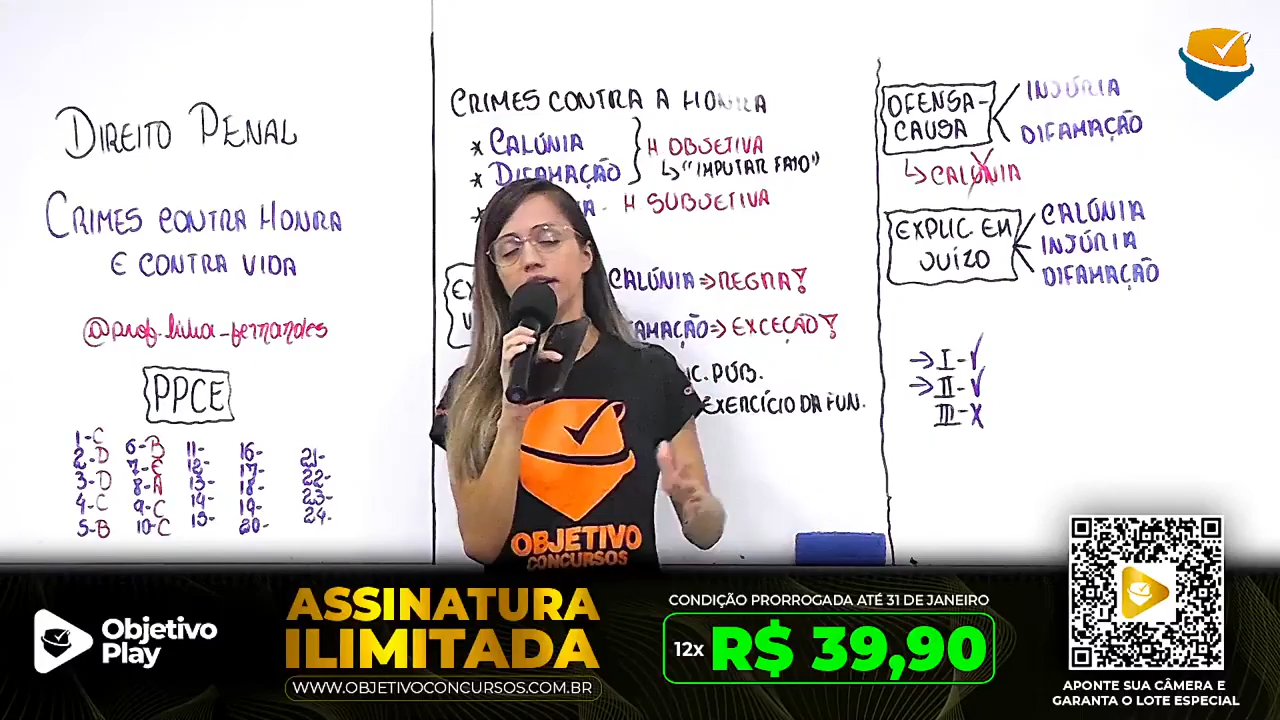 DIREITO PENAL
CRIMES CONTRA HONRA
E CONTRA VIDA
@prof.livia_fernandes
PPCE
1-C 6-B 11- 16- 21-
2-D 7-E 12- 17- 22-
3-D 8-A 13- 18- 23-
4-C 9-C 14- 19- 24-
5-B 10-C 15- 20-
CRIMES CONTRA A HONRA
* CALÚNIA
* DIFAMAÇÃO
H OBJETIVA
↳ "IMPUTAR FATO"
H SUBJETIVA
CALÚNIA => REGRA!
=> EXCEÇÃO!
PÚB.
EXERCÍCIO DA FUN.
OFENSA-
CAUSA
INJÚRIA
DIFAMAÇÃO
↳ CALÚNIA
EXPLIC EM
JUÍZO
CALÚNIA
INJÚRIA
DIFAMAÇÃO
→ I-√
→ II-√
III-X
OBJETIVO
CONCURSOS
Objetivo
Play
ASSINATURA
ILIMITADA
WWW.OBJETIVOCONCURSOS.COM.BR
CONDIÇÃO PRORROGADA ATÉ 31 DE JANEIRO
12x R$ 39,90
APONTE SUA CÂMERA E
GARANTA O LOTE ESPECIAL